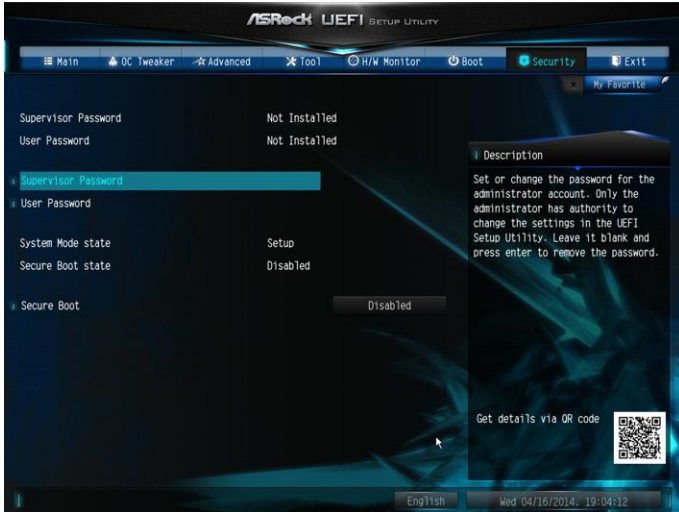 ASRock UEFI SETUP UTILITY
Main OC Tweaker Advanced Tool H/W Monitor Boot Security Exit
My Favorite
Supervisor Password Not Installed
User Password Not Installed
Supervisor Password
User Password
System Mode state Setup
Secure Boot state Disabled
Secure Boot Disabled
Description
Set or change the password for the
administrator account. Only the
administrator has authority to
change the settings in the UEFI
Setup Utility. Leave it blank and
press enter to remove the password.
Get details via QR code
English Wed 04/16/2014. 19:04:12